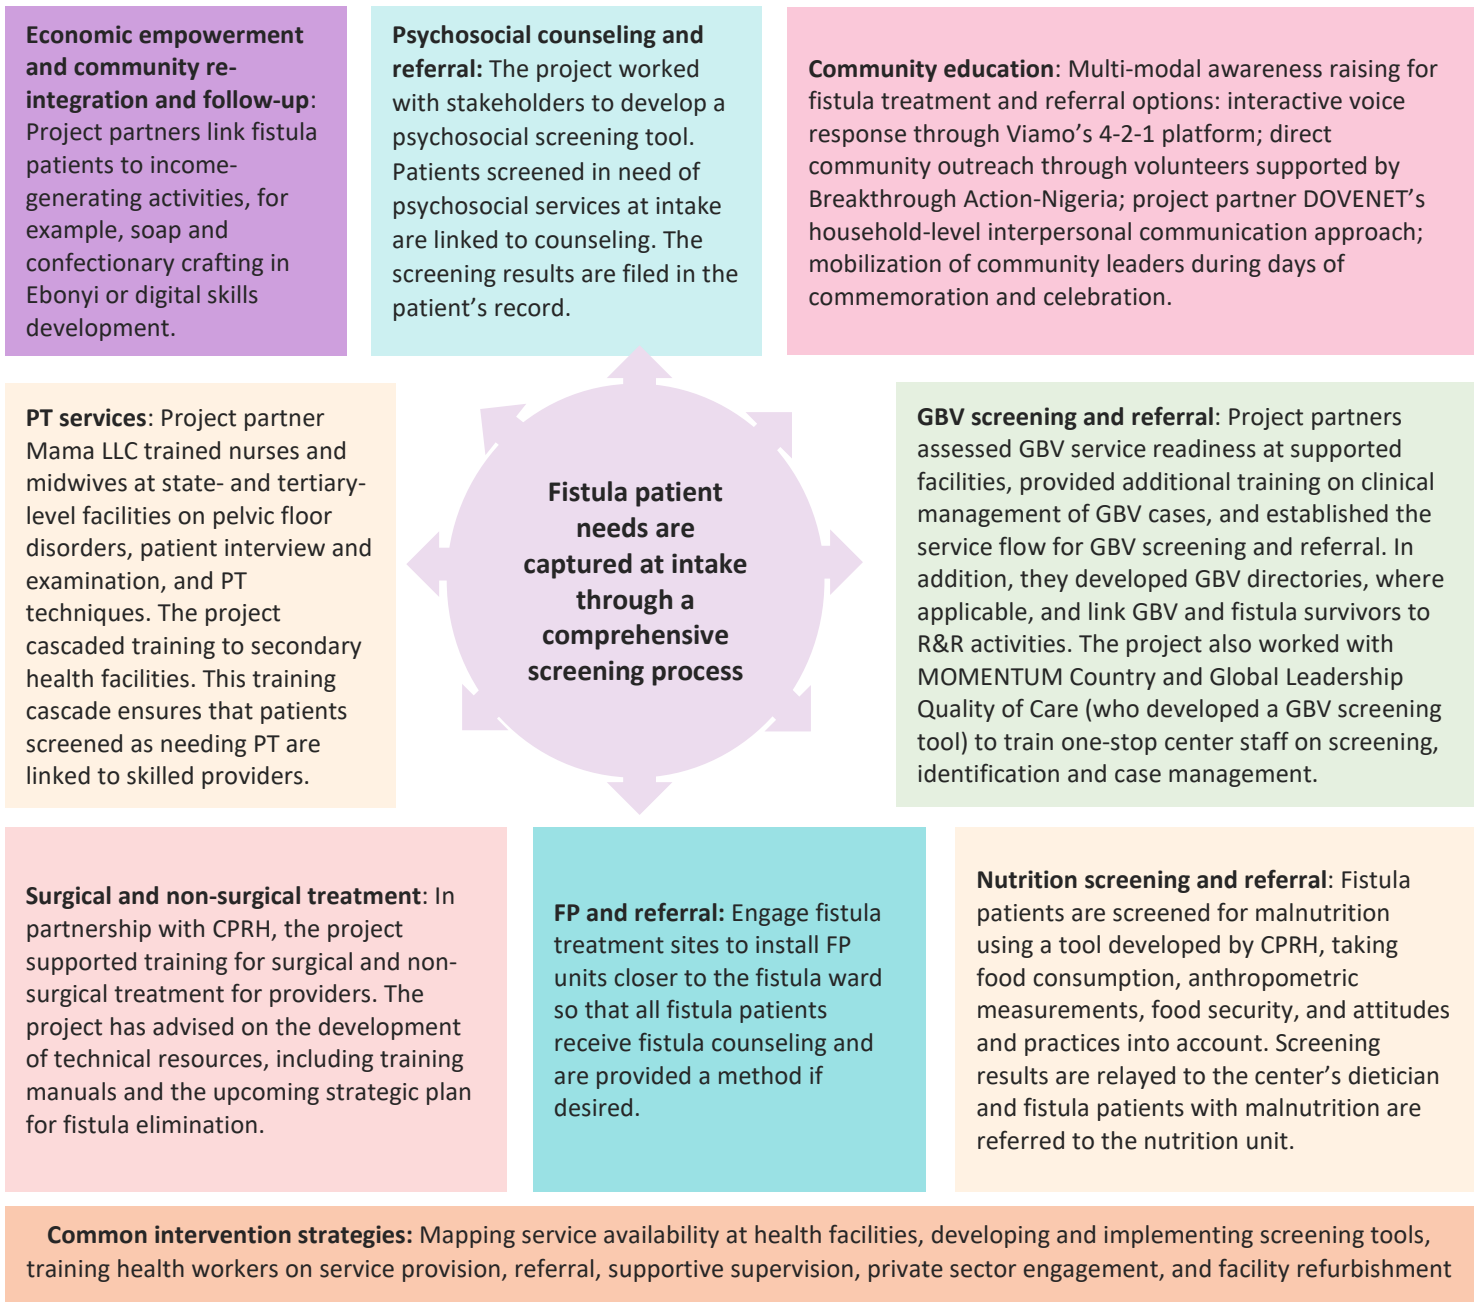 Economic empowerment
and community re-
integration and follow-up:
Project partners link fistula
patients to income-
generating activities, for
example, soap and
confectionary crafting in
Ebonyi or digital skills
development.
Psychosocial counseling and
referral: The project worked
with stakeholders to develop a
psychosocial screening tool.
Patients screened in need of
psychosocial services at intake
are linked to counseling. The
screening results are filed in the
patient’s record.
Community education: Multi-modal awareness raising for
fistula treatment and referral options: interactive voice
response through Viamo’s 4-2-1 platform; direct
community outreach through volunteers supported by
Breakthrough Action-Nigeria; project partner DOVENET’s
household-level interpersonal communication approach;
mobilization of community leaders during days of
commemoration and celebration.
PT services: Project partner
Mama LLC trained nurses and
midwives at state- and tertiary-
level facilities on pelvic floor
disorders, patient interview and
examination, and PT
techniques. The project
cascaded training to secondary
health facilities. This training
cascade ensures that patients
screened as needing PT are
linked to skilled providers.
Fistula patient
needs are
captured at intake
through a
comprehensive
screening process
GBV screening and referral: Project partners
assessed GBV service readiness at supported
facilities, provided additional training on clinical
management of GBV cases, and established the
service flow for GBV screening and referral. In
addition, they developed GBV directories, where
applicable, and link GBV and fistula survivors to
R&R activities. The project also worked with
MOMENTUM Country and Global Leadership
Quality of Care (who developed a GBV screening
tool) to train one-stop center staff on screening,
identification and case management.
Surgical and non-surgical treatment: In
partnership with CPRH, the project
supported training for surgical and non-
surgical treatment for providers. The
project has advised on the development
of technical resources, including training
manuals and the upcoming strategic plan
for fistula elimination.
FP and referral: Engage fistula
treatment sites to install FP
units closer to the fistula ward
so that all fistula patients
receive fistula counseling and
are provided a method if
desired.
Nutrition screening and referral: Fistula
patients are screened for malnutrition
using a tool developed by CPRH, taking
food consumption, anthropometric
measurements, food security, and attitudes
and practices into account. Screening
results are relayed to the center’s dietician
and fistula patients with malnutrition are
referred to the nutrition unit.
Common intervention strategies: Mapping service availability at health facilities, developing and implementing screening tools,
training health workers on service provision, referral, supportive supervision, private sector engagement, and facility refurbishment